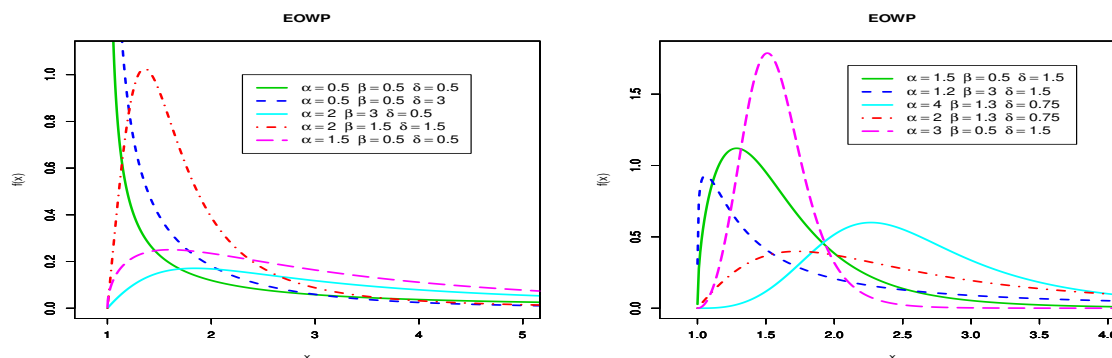 EOWP
f(x)
0.0 0.2 0.4 0.6 0.8 1.0
α=0.5 β=0.5 δ=0.5
α=0.5 β=0.5 δ=3
α=2 β=3 δ=0.5
α=2 β=1.5 δ=1.5
α=1.5 β=0.5 δ=0.5
1 2 3 4 5
EOWP
f(x)
0.0 0.5 1.0 1.5
α=1.5 β=0.5 δ=1.5
α=1.2 β=3 δ=1.5
α=4 β=1.3 δ=0.75
α=2 β=1.3 δ=0.75
α=3 β=0.5 δ=1.5
1.0 1.5 2.0 2.5 3.0 3.5 4.0